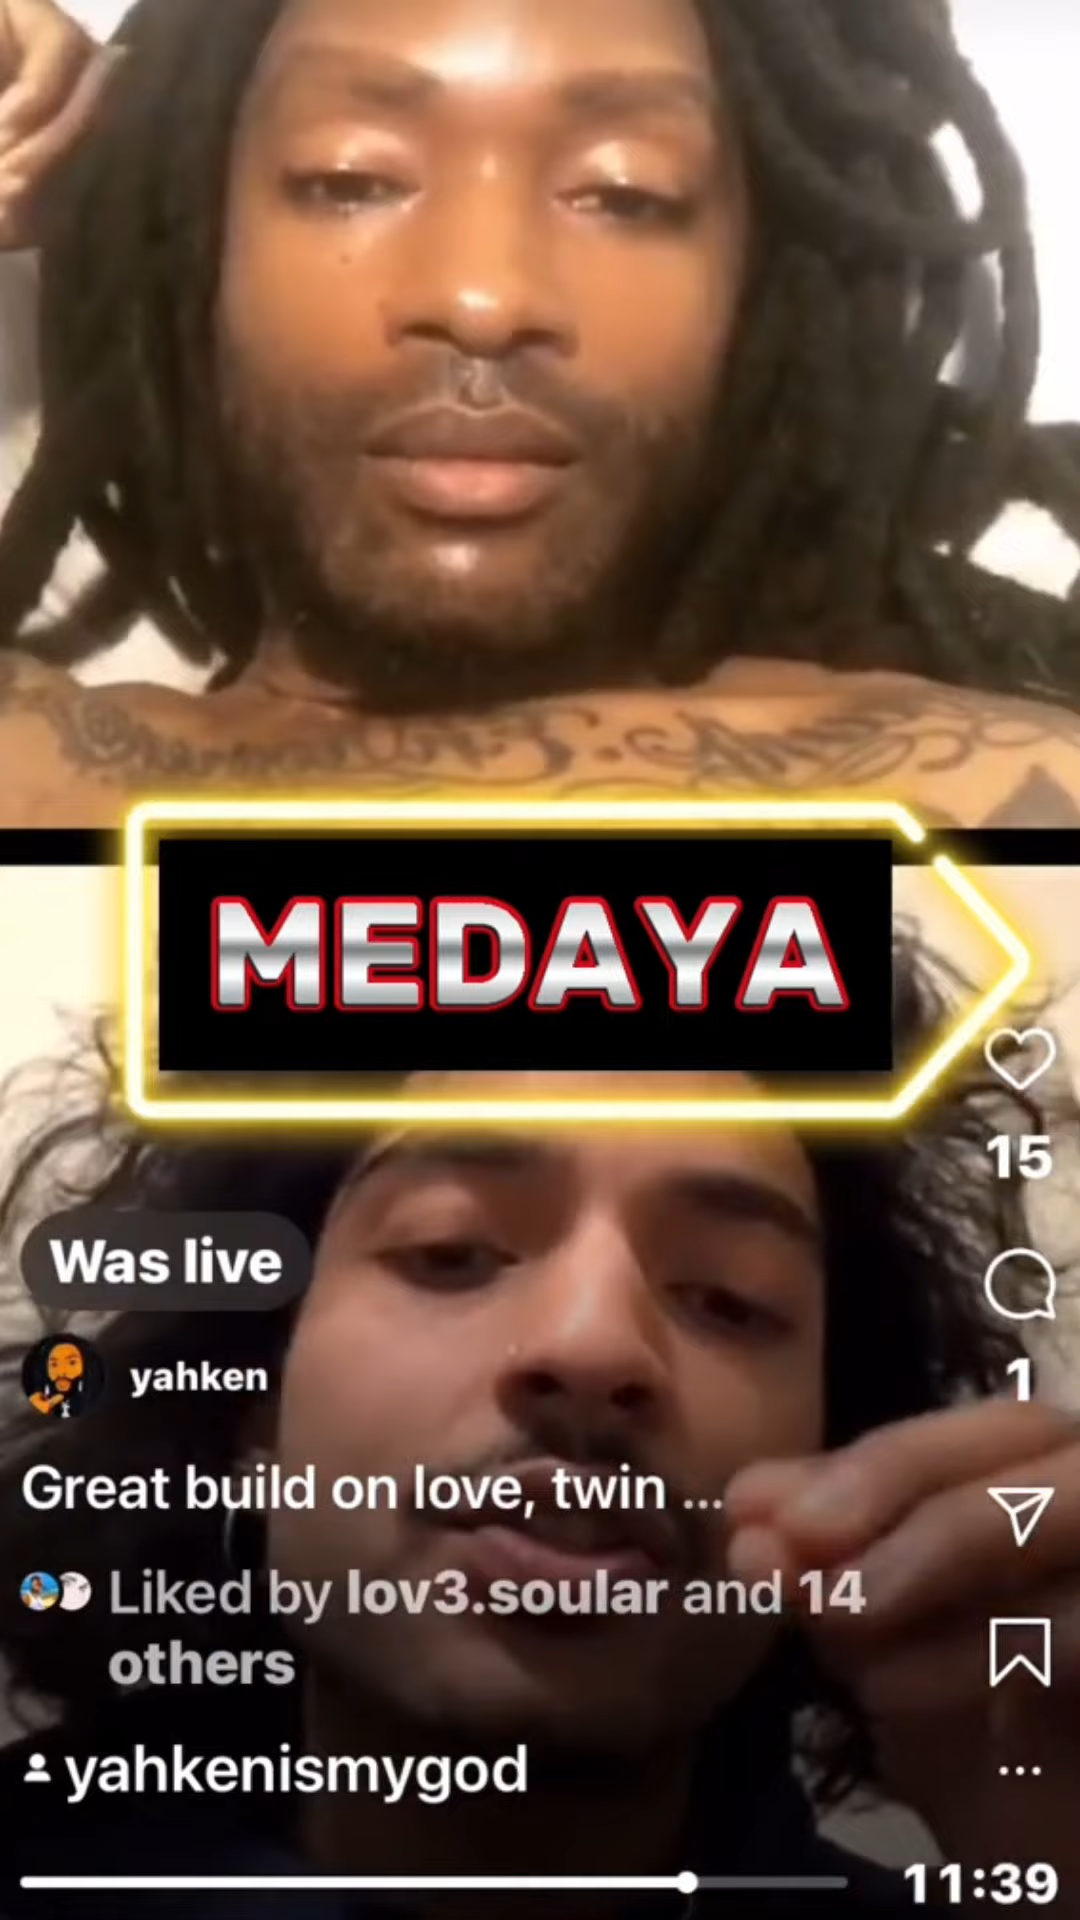 MEDAYA
15
Was live
yahken
1
Great build on love, twin ...
Liked by lov3.soular and 14
others
yahkenismygod
11:39